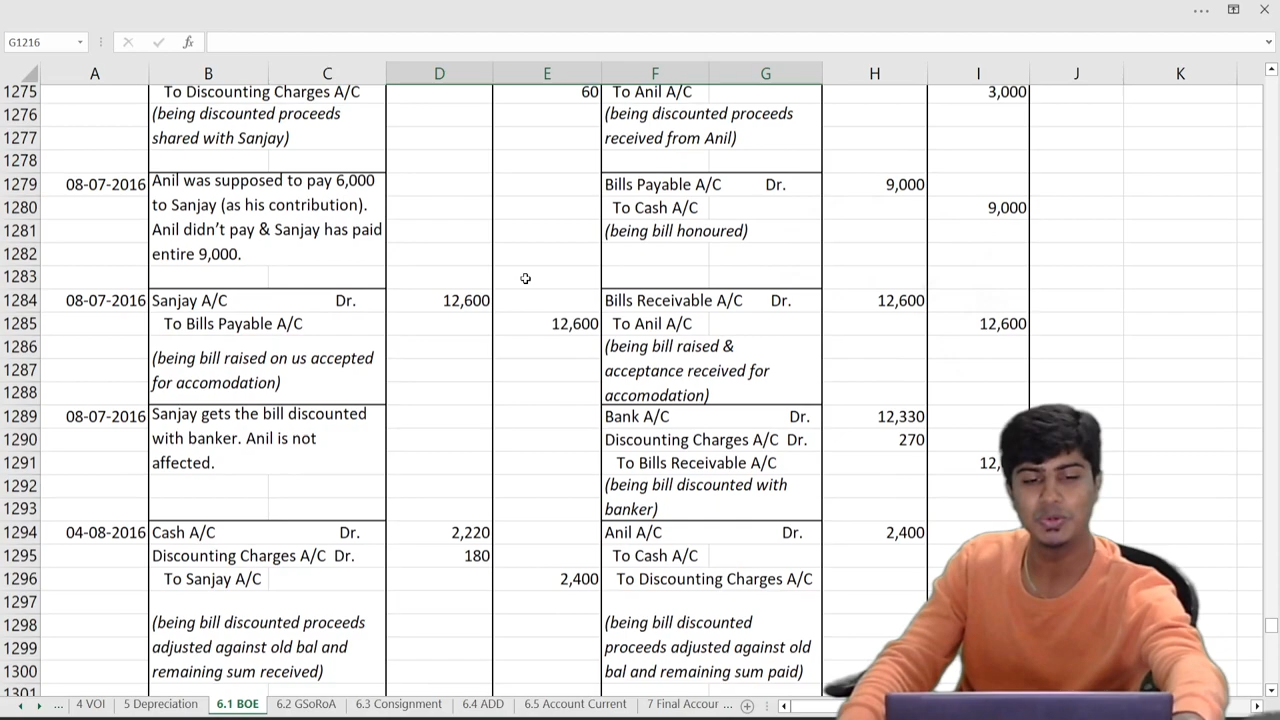 G1216
fx
A B C D E F G H I J K
1275 To Discounting Charges A/C 60 To Anil A/C 3,000
1276 (being discounted proceeds (being discounted proceeds
1277 shared with Sanjay) received from Anil)
1278
1279 08-07-2016 Anil was supposed to pay 6,000 Bills Payable A/C Dr. 9,000
1280 to Sanjay (as his contribution). To Cash A/C 9,000
1281 Anil didn't pay & Sanjay has paid (being bill honoured)
1282 entire 9,000.
1283
1284 08-07-2016 Sanjay A/C Dr. 12,600 Bills Receivable A/C Dr. 12,600
1285 To Bills Payable A/C 12,600 To Anil A/C 12,600
1286 (being bill raised &
1287 (being bill raised on us accepted acceptance received for
1288 for accomodation) accomodation)
1289 08-07-2016 Sanjay gets the bill discounted Bank A/C Dr. 12,330
1290 with banker. Anil is not Discounting Charges A/C Dr. 270
1291 affected. To Bills Receivable A/C
1292 (being bill discounted with
1293 banker)
1294 04-08-2016 Cash A/C Dr. 2,220 Anil A/C Dr. 2,400
1295 Discounting Charges A/C Dr. 180 To Cash A/C
1296 To Sanjay A/C 2,400 To Discounting Charges A/C
1297
1298 (being bill discounted proceeds (being bill discounted
1299 adjusted against old bal and proceeds adjusted against old
1300 remaining sum received) bal and remaining sum paid)
1301
... 4 VOI Depreciation 6.1 BOE 6.2 GSoRoA 6.3 Consignment 6.4 ADD 6.5 Account Current 7 Final Accour ...